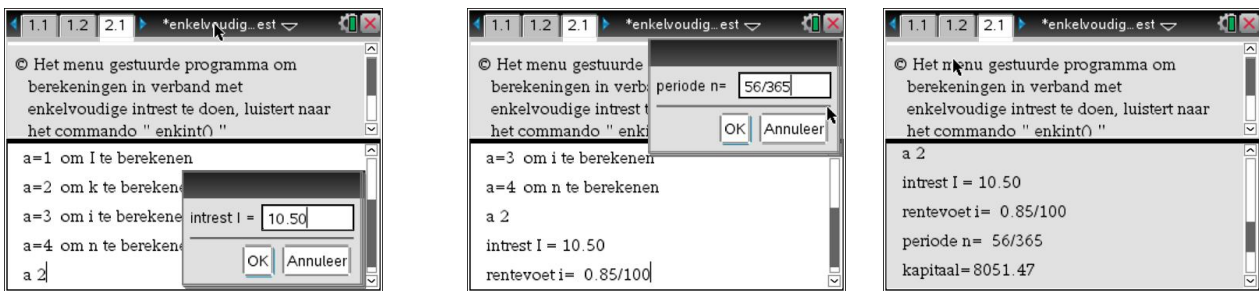 1.1 1.2 2.1 *enkelvoudig…est
© Het menu gestuurde programma om
berekeningen in verband met
enkelvoudige intrest te doen, luistert naar
het commando " enkint() "
a=1 om I te berekenen
a=2 om k te bereken
a=3 om i te berekene
a=4 om n te bereken
a 2
intrest I = 10.50
OK Annuleer
1.1 1.2 2.1 *enkelvoudig…est
© Het menu gestuurde
berekeningen in verb
enkelvoudige intrest t
het commando " enki
periode n= 56/365
OK Annuleer
a=3 om i te berekenen
a=4 om n te berekenen
a 2
intrest I = 10.50
rentevoet i= 0.85/100
1.1 1.2 2.1 *enkelvoudig…est
© Het menu gestuurde programma om
berekeningen in verband met
enkelvoudige intrest te doen, luistert naar
het commando " enkint() "
a 2
intrest I = 10.50
rentevoet i= 0.85/100
periode n= 56/365
kapitaal=8051.47